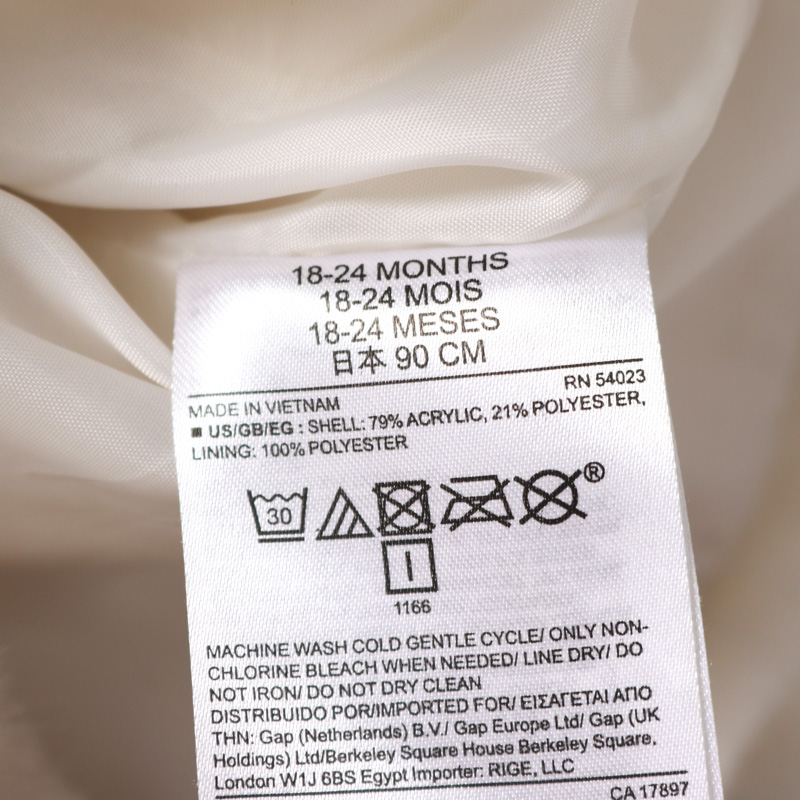 18-24 MONTHS
18-24 MOIS
18-24 MESES
日本 90 CM
RN 54023
MADE IN VIETNAM
US/GB/EG : SHELL: 79% ACRYLIC, 21% POLYESTER,
LINING: 100% POLYESTER
30
®
1166
MACHINE WASH COLD GENTLE CYCLE/ ONLY NON-
CHLORINE BLEACH WHEN NEEDED/ LINE DRY/ DO
NOT IRON/ DO NOT DRY CLEAN
DISTRIBUIDO POR/IMPORTED FOR/ ΕΙΣΑΓΕΤΑΙ ΑΠΟ
ΤΗΝ: Gap (Netherlands) B.V./ Gap Europe Ltd/ Gap (UK
Holdings) Ltd/Berkeley Square House Berkeley Square,
London W1J 6BS Egypt Importer: RIGE, LLC
CA 17897